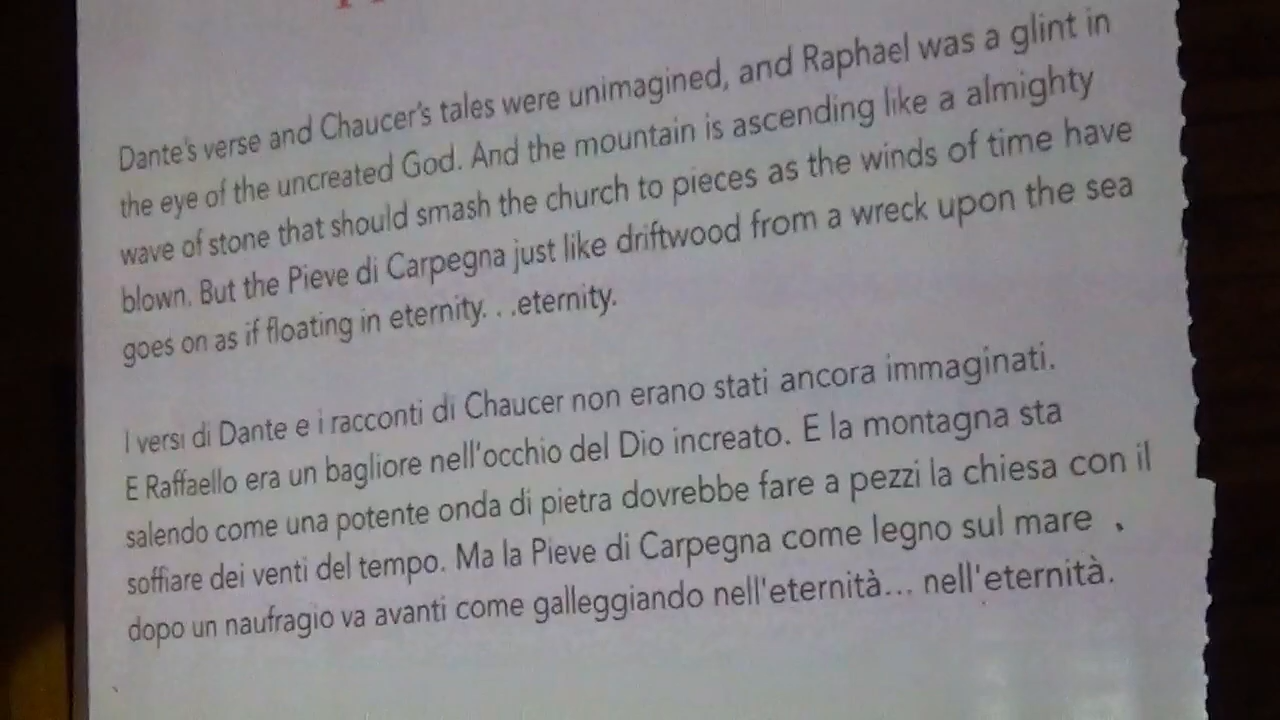 Dante's verse and Chaucer's tales were unimagined, and Raphael was a glint in
the eye of the uncreated God. And the mountain is ascending like a almighty
wave of stone that should smash the church to pieces as the winds of time have
blown. But the Pieve di Carpegna just like driftwood from a wreck upon the sea
goes on as if floating in eternity. . .eternity.
I versi di Dante e i racconti di Chaucer non erano stati ancora immaginati.
E Raffaello era un bagliore nell'occhio del Dio increato. E la montagna sta
salendo come una potente onda di pietra dovrebbe fare a pezzi la chiesa con il
soffiare dei venti del tempo. Ma la Pieve di Carpegna come legno sul mare ,
dopo un naufragio va avanti come galleggiando nell'eternità... nell'eternità.